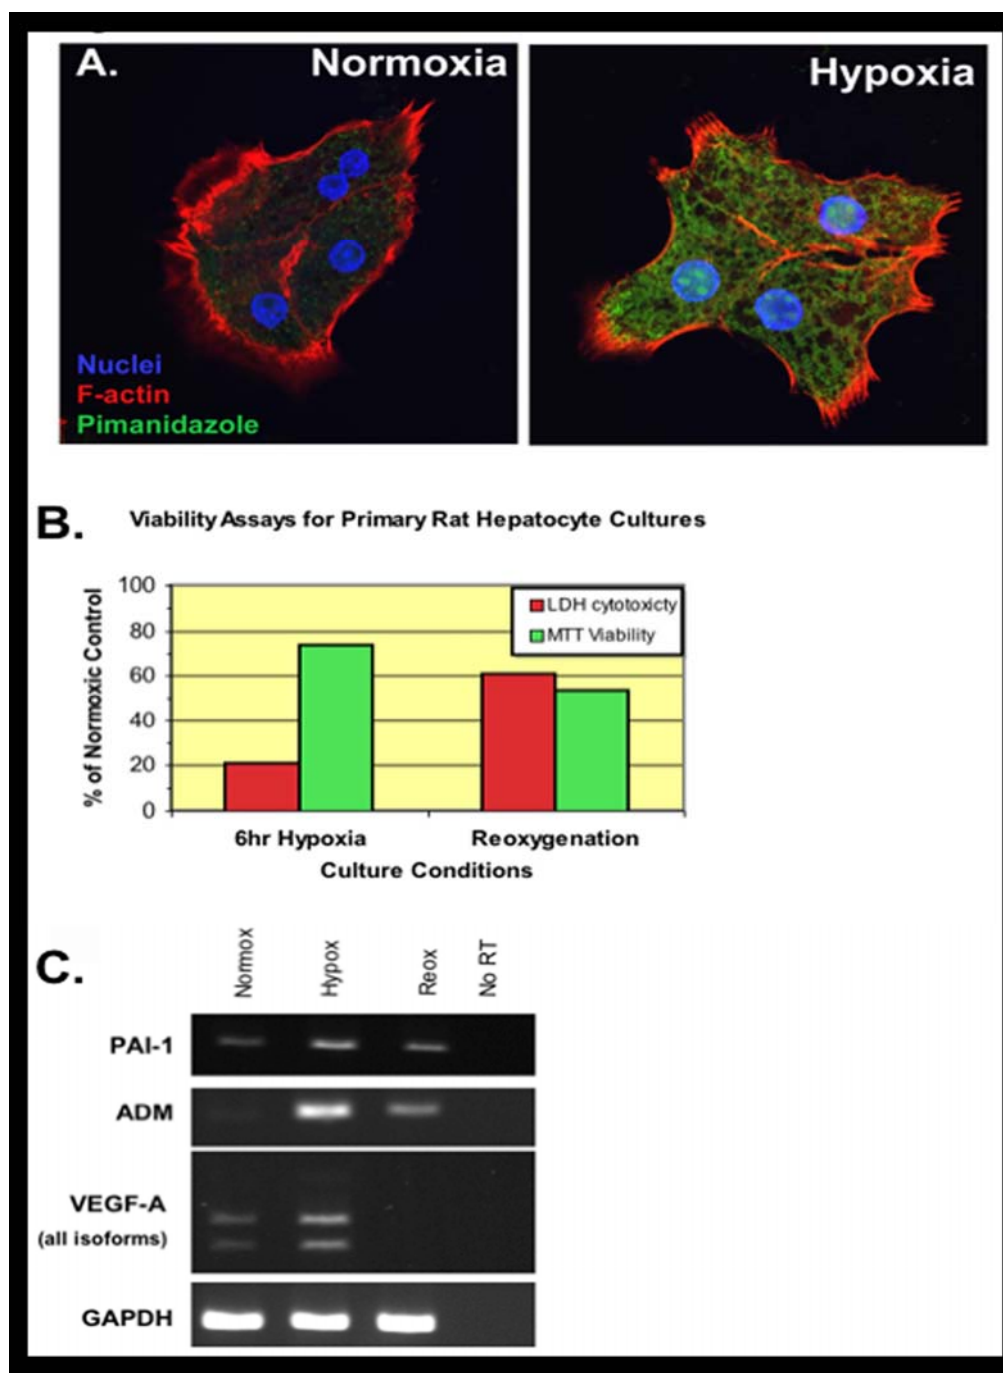 A.
Normoxia
Hypoxia
Nuclei
F-actin
Pimanidazole
B.
Viability Assays for Primary Rat Hepatocyte Cultures
% of Normoxic Control
100
80
60
40
20
0
LDH cytotoxicty
MTT Viability
6hr Hypoxia
Reoxygenation
Culture Conditions
C.
Normox
Hypox
Reox
No RT
PAI-1
ADM
VEGF-A
(all isoforms)
GAPDH